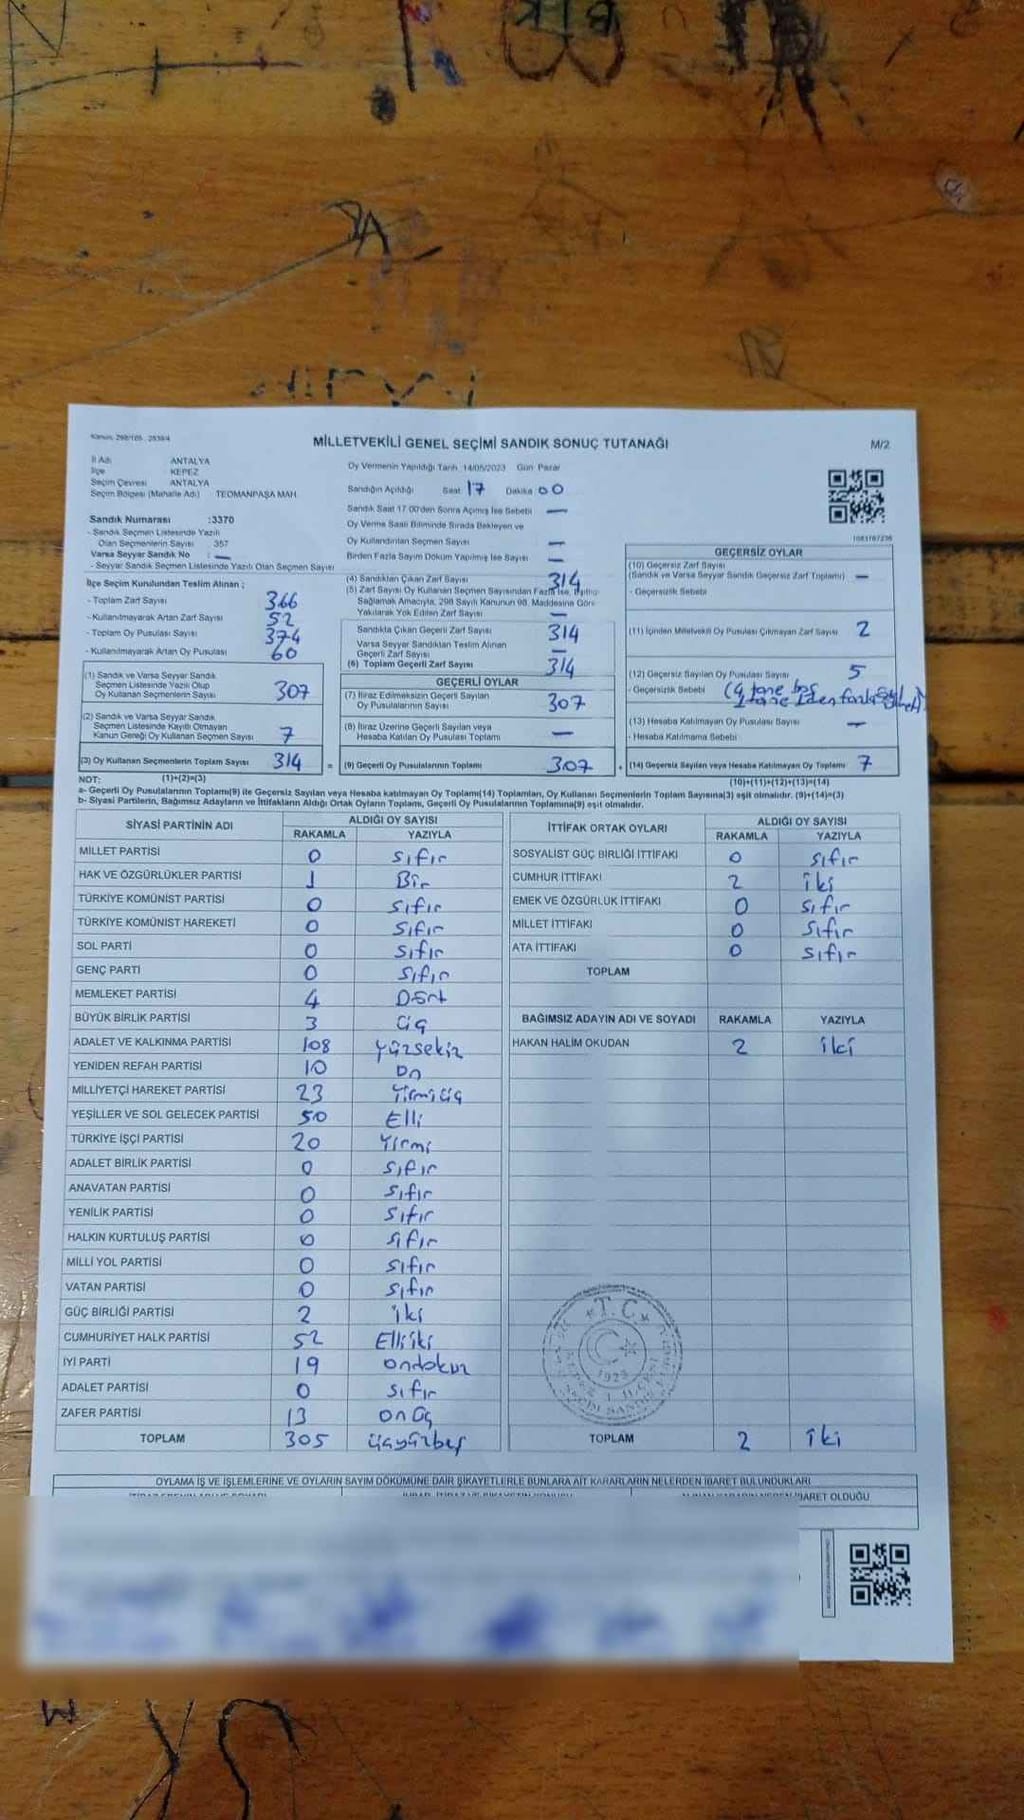 Kanun: 298/105 , 2839/4
MİLLETVEKİLİ GENEL SEÇİMİ SANDIK SONUÇ TUTANAĞI
M/2
İl Adı ANTALYA
İlçe KEPEZ
Seçim Çevresi ANTALYA
Seçim Bölgesi (Mahalle Adı) TEOMANPAŞA MAH.
Sandık Numarası :3370
- Sandık Seçmen Listesinde Yazılı
Olan Seçmenlerin Sayısı 357
Varsa Seyyar Sandık No : —
- Seyyar Sandık Seçmen Listesinde Yazılı Olan Seçmen Sayısı
İlçe Seçim Kurulundan Teslim Alınan ;
- Toplam Zarf Sayısı 366
- Kullanılmayarak Artan Zarf Sayısı 52
- Toplam Oy Pusulası Sayısı 374
- Kullanılmayarak Artan Oy Pusulası 60
(1) Sandık ve Varsa Seyyar Sandık
Seçmen Listesinde Yazılı Olup
Oy Kullanan Seçmenlerin Sayısı 307
(2) Sandık ve Varsa Seyyar Sandık
Seçmen Listesinde Kayıtlı Olmayan
Kanun Gereği Oy Kullanan Seçmen Sayısı 7
(3) Oy Kullanan Seçmenlerin Toplam Sayısı 314 =
Oy Vermenin Yapıldığı Tarih 14/05/2023 Gün Pazar
Sandığın Açıldığı Saat 17 Dakika 00
Sandık Saat 17.00'den Sonra Açılmış İse Sebebi —
Oy Verme Saati Bitiminde Sırada Bekleyen ve
Oy Kullandırılan Seçmen Sayısı —
Birden Fazla Sayım Döküm Yapılmış İse Sayısı —
(4) Sandıktan Çıkan Zarf Sayısı 314
(5) Zarf Sayısı Oy Kullanan Seçmen Sayısından Fazla İse, Eşitliği
Sağlamak Amacıyla, 298 Sayılı Kanunun 98. Maddesine Göre
Yakılarak Yok Edilen Zarf Sayısı —
Sandıkta Çıkan Geçerli Zarf Sayısı 314
Varsa Seyyar Sandıktan Teslim Alınan
Geçerli Zarf Sayısı —
(6) Toplam Geçerli Zarf Sayısı 314
GEÇERLİ OYLAR
(7) İtiraz Edilmeksizin Geçerli Sayılan
Oy Pusulalarının Sayısı 307
(8) İtiraz Üzerine Geçerli Sayılan veya
Hesaba Katılan Oy Pusulası Toplamı —
(9) Geçerli Oy Pusulalarının Toplamı 307 +
1083187236
GEÇERSİZ OYLAR
(10) Geçersiz Zarf Sayısı
(Sandık ve Varsa Seyyar Sandık Geçersiz Zarf Toplamı) —
- Geçersizlik Sebebi
(11) İçinden Milletvekili Oy Pusulası Çıkmayan Zarf Sayısı 2
(12) Geçersiz Sayılan Oy Pusulası Sayısı 5
- Geçersizlik Sebebi (4 tane boş
1 tane 1den fazla
(13) Hesaba Katılmayan Oy Pusulası Sayısı —
- Hesaba Katılmama Sebebi
(14) Geçersiz Sayılan veya Hesaba Katılmayan Oy Toplamı 7
NOT: (1)+(2)=(3) (10)+(11)+(12)+(13)=(14)
a- Geçerli Oy Pusulalarının Toplamı(9) ile Geçersiz Sayılan veya Hesaba katılmayan Oy Toplamı(14) Toplamları, Oy Kullanan Seçmenlerin Toplam Sayısına(3) eşit olmalıdır. (9)+(14)=(3)
b- Siyasi Partilerin, Bağımsız Adayların ve İttifakların Aldığı Ortak Oyların Toplamı, Geçerli Oy Pusulalarının Toplamına(9) eşit olmalıdır.
SİYASİ PARTİNİN ADI ALDIĞI OY SAYISI
RAKAMLA YAZIYLA
MİLLET PARTİSİ 0 sıfır
HAK VE ÖZGÜRLÜKLER PARTİSİ 1 Bir
TÜRKİYE KOMÜNİST PARTİSİ 0 sıfır
TÜRKİYE KOMÜNİST HAREKETİ 0 sıfır
SOL PARTİ 0 sıfır
GENÇ PARTİ 0 sıfır
MEMLEKET PARTİSİ 4 Dört
BÜYÜK BİRLİK PARTİSİ 3 üç
ADALET VE KALKINMA PARTİSİ 108 yüzsekiz
YENİDEN REFAH PARTİSİ 10 On
MİLLİYETÇİ HAREKET PARTİSİ 23 Yirmi üç
YEŞİLLER VE SOL GELECEK PARTİSİ 50 Elli
TÜRKİYE İŞÇİ PARTİSİ 20 Yirmi
ADALET BİRLİK PARTİSİ 0 sıfır
ANAVATAN PARTİSİ 0 sıfır
YENİLİK PARTİSİ 0 sıfır
HALKIN KURTULUŞ PARTİSİ 0 sıfır
MİLLİ YOL PARTİSİ 0 sıfır
VATAN PARTİSİ 0 sıfır
GÜÇ BİRLİĞİ PARTİSİ 2 iki
CUMHURİYET HALK PARTİSİ 52 Elli iki
İYİ PARTİ 19 ondokuz
ADALET PARTİSİ 0 sıfır
ZAFER PARTİSİ 13 on üç
TOPLAM 305 üçyüzbeş
İTTİFAK ORTAK OYLARI ALDIĞI OY SAYISI
RAKAMLA YAZIYLA
SOSYALİST GÜÇ BİRLİĞİ İTTİFAKI 0 sıfır
CUMHUR İTTİFAKI 2 iki
EMEK VE ÖZGÜRLÜK İTTİFAKI 0 sıfır
MİLLET İTTİFAKI 0 sıfır
ATA İTTİFAKI 0 sıfır
TOPLAM
BAĞIMSIZ ADAYIN ADI VE SOYADI RAKAMLA YAZIYLA
HAKAN HALİM OKUDAN 2 iki
T.C
1923
TOPLAM 2 iki
OYLAMA İŞ VE İŞLEMLERİNE VE OYLARIN SAYIM DÖKÜMÜNE DAİR ŞİKAYETLERLE BUNLARA AİT KARARLARIN NELERDEN İBARET BULUNDUKLARI
İBARET OLDUĞU